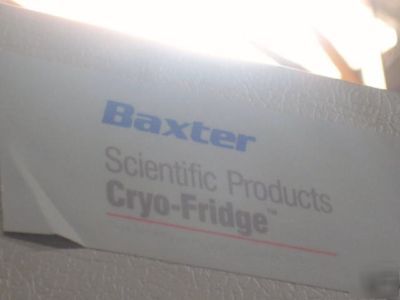 Baxter
Scientific Products
Cryo-Fridge™